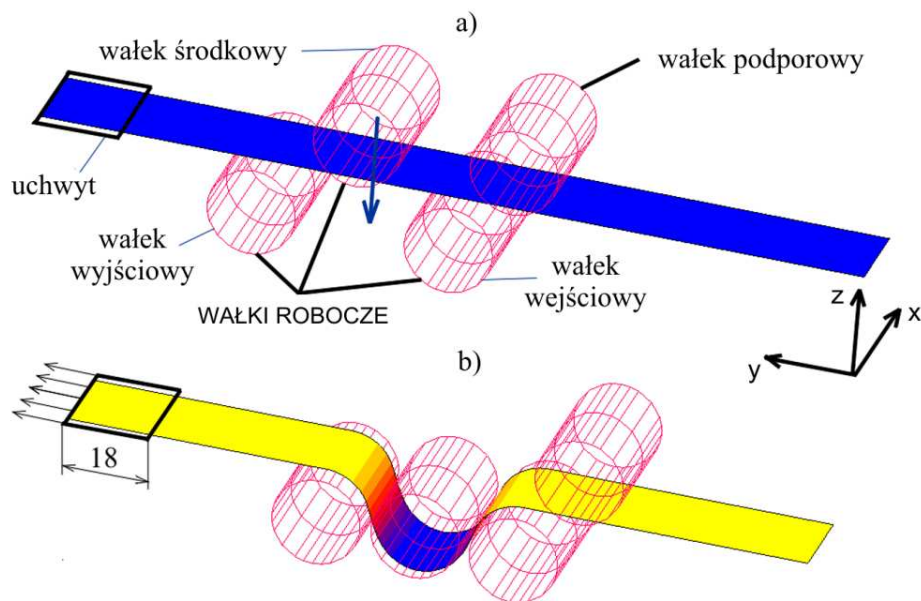 a)
wałek środkowy
wałek podporowy
uchwyt
wałek
wyjściowy
wałek
wejściowy
WAŁKI ROBOCZE
z
x
y
b)
18